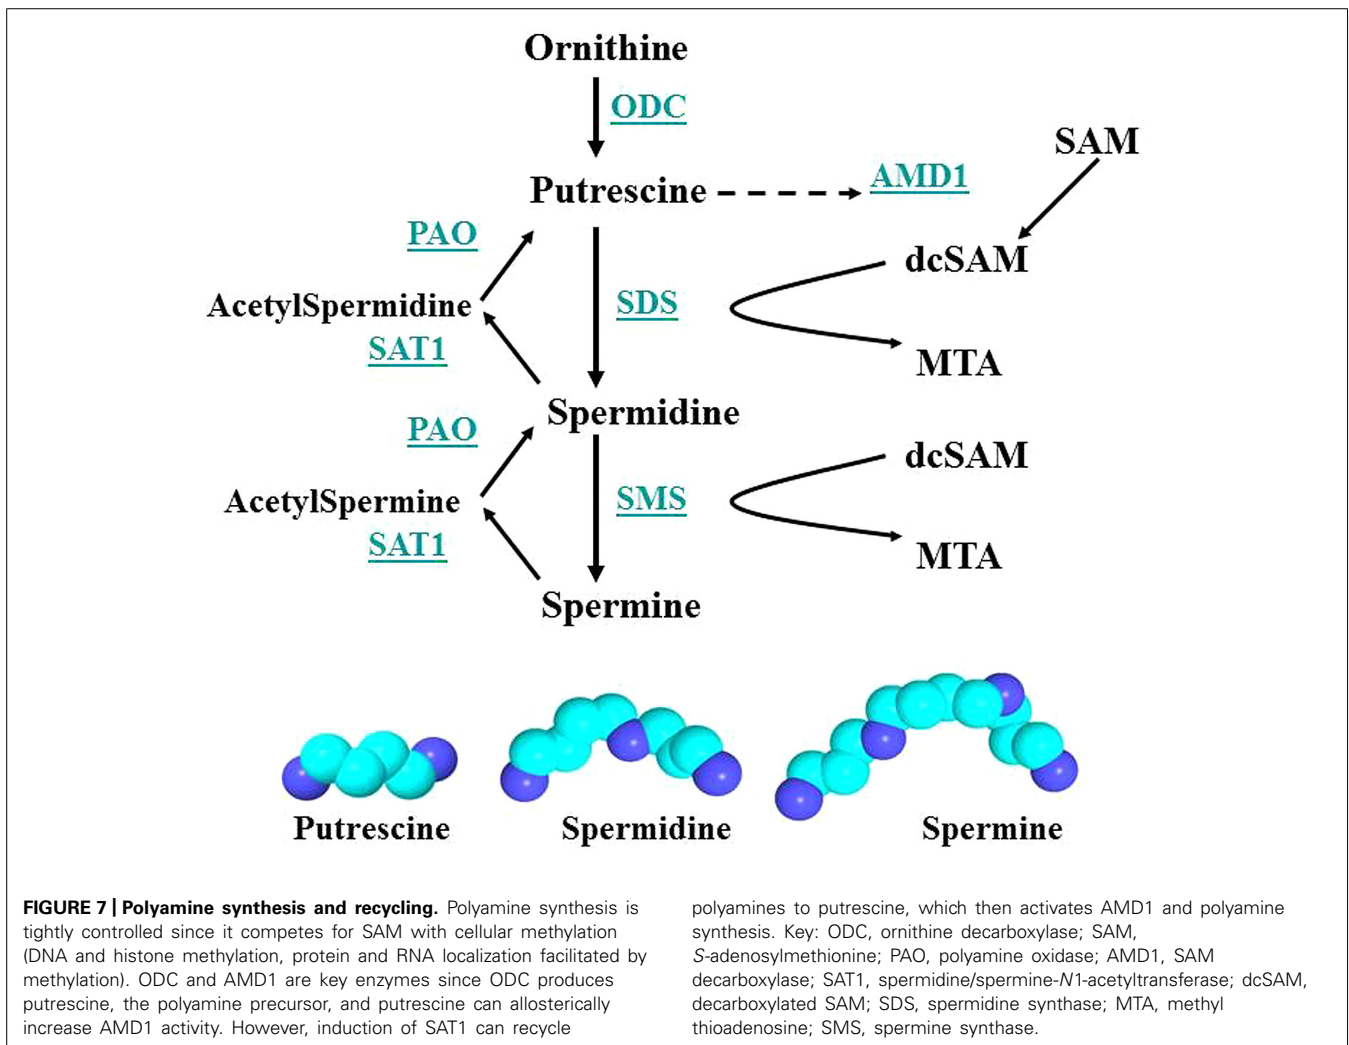 Ornithine
ODC
SAM
Putrescine
AMD1
PAO
dcSAM
AcetylSpermidine
SDS
SAT1
MTA
Spermidine
PAO
dcSAM
AcetylSpermine
SMS
SAT1
MTA
Spermine
Putrescine
Spermidine
Spermine
FIGURE 7 | Polyamine synthesis and recycling. Polyamine synthesis is
tightly controlled since it competes for SAM with cellular methylation
(DNA and histone methylation, protein and RNA localization facilitated by
methylation). ODC and AMD1 are key enzymes since ODC produces
putrescine, the polyamine precursor, and putrescine can allosterically
increase AMD1 activity. However, induction of SAT1 can recycle
polyamines to putrescine, which then activates AMD1 and polyamine
synthesis. Key: ODC, ornithine decarboxylase; SAM,
S-adenosylmethionine; PAO, polyamine oxidase; AMD1, SAM
decarboxylase; SAT1, spermidine/spermine-N1-acetyltransferase; dcSAM,
decarboxylated SAM; SDS, spermidine synthase; MTA, methyl
thioadenosine; SMS, spermine synthase.